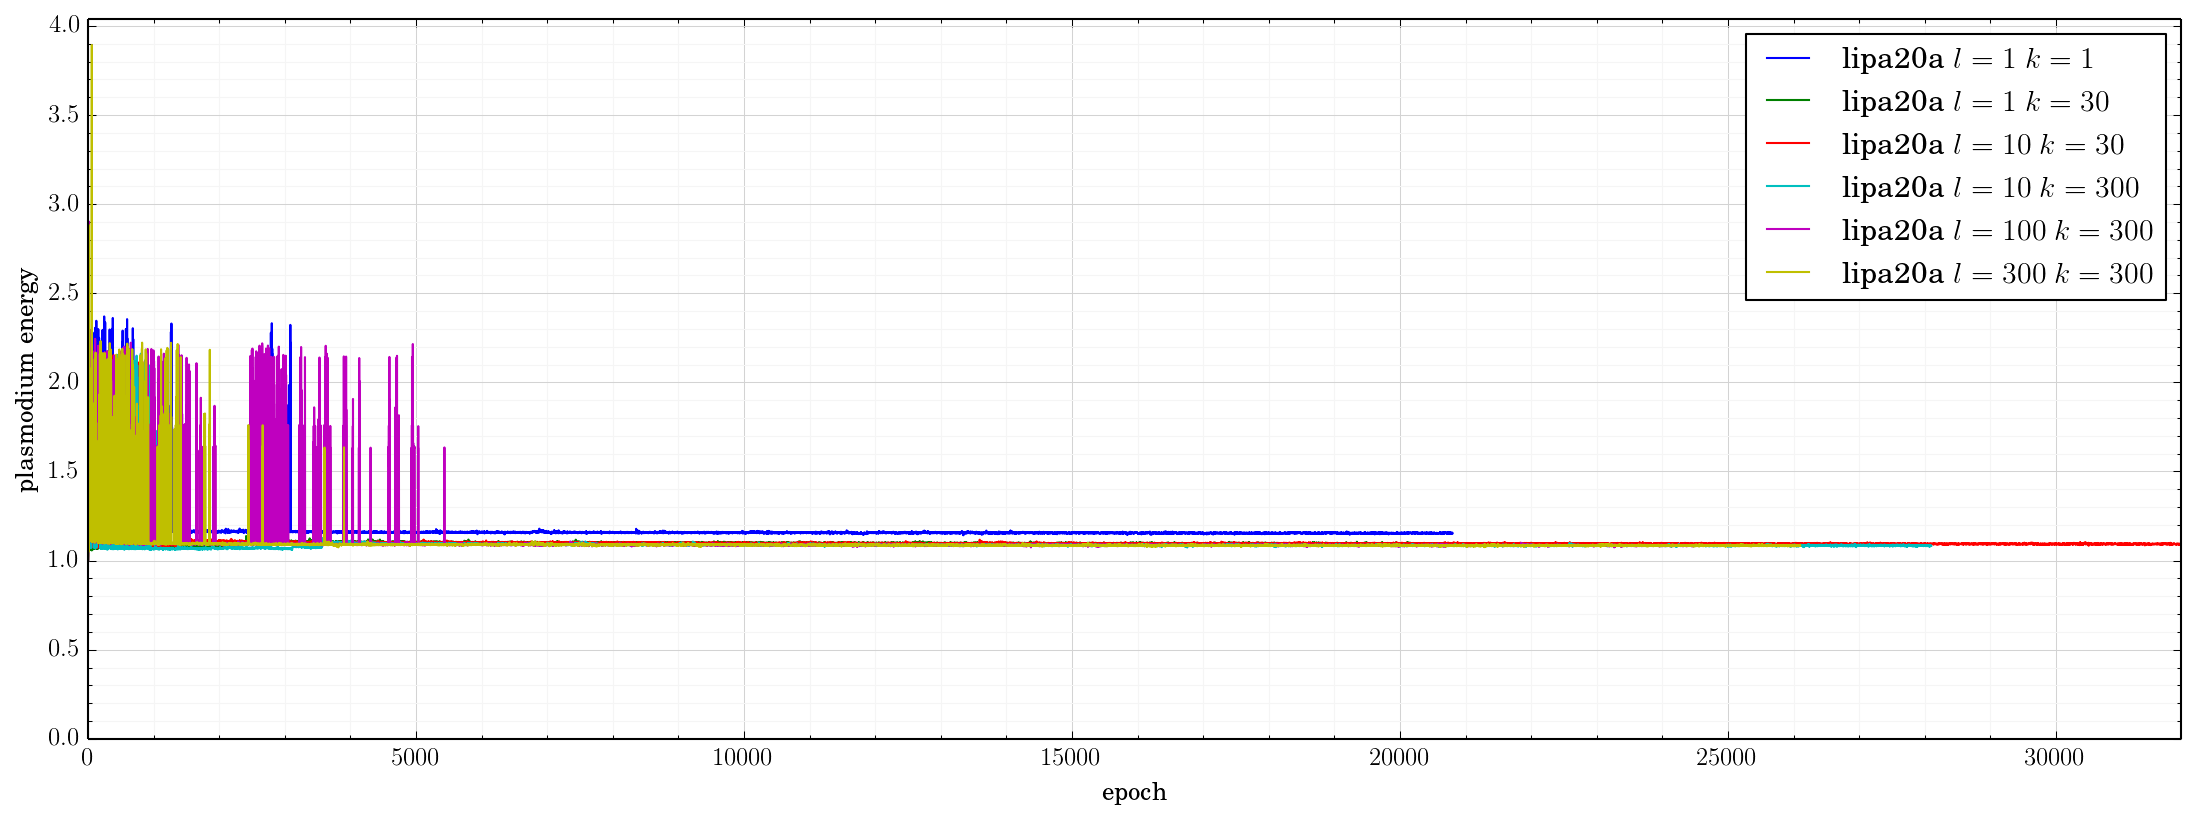 4.0
3.5
3.0
2.5
2.0
1.5
1.0
0.5
0.0
plasmodium energy
lipa20a l = 1 k = 1
lipa20a l = 1 k = 30
lipa20a l = 10 k = 30
lipa20a l = 10 k = 300
lipa20a l = 100 k = 300
lipa20a l = 300 k = 300
0 5000 10000 15000 20000 25000 30000
epoch